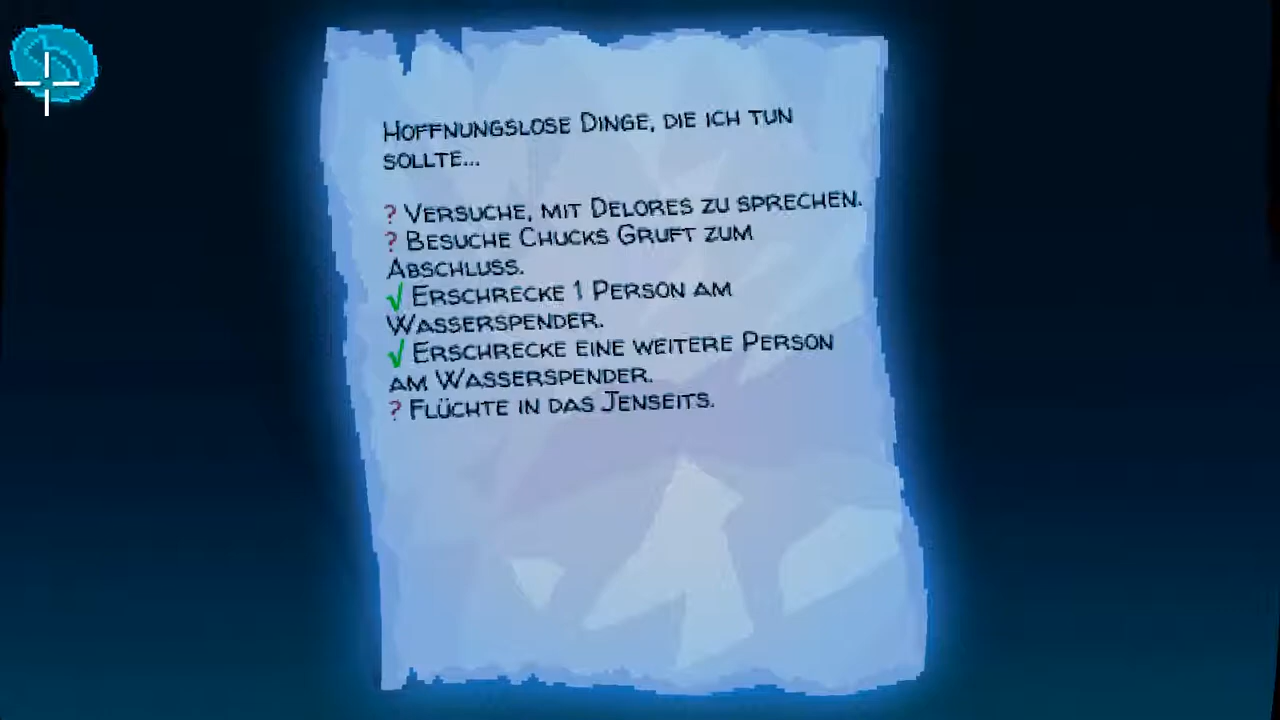 Hoffnungslose Dinge, die ich tun
sollte...
? Versuche, mit Delores zu sprechen.
? Besuche Chucks Gruft zum
Abschluss.
√ Erschrecke 1 Person am
Wasserspender.
√ Erschrecke eine weitere Person
am Wasserspender.
? Flüchte in das Jenseits.